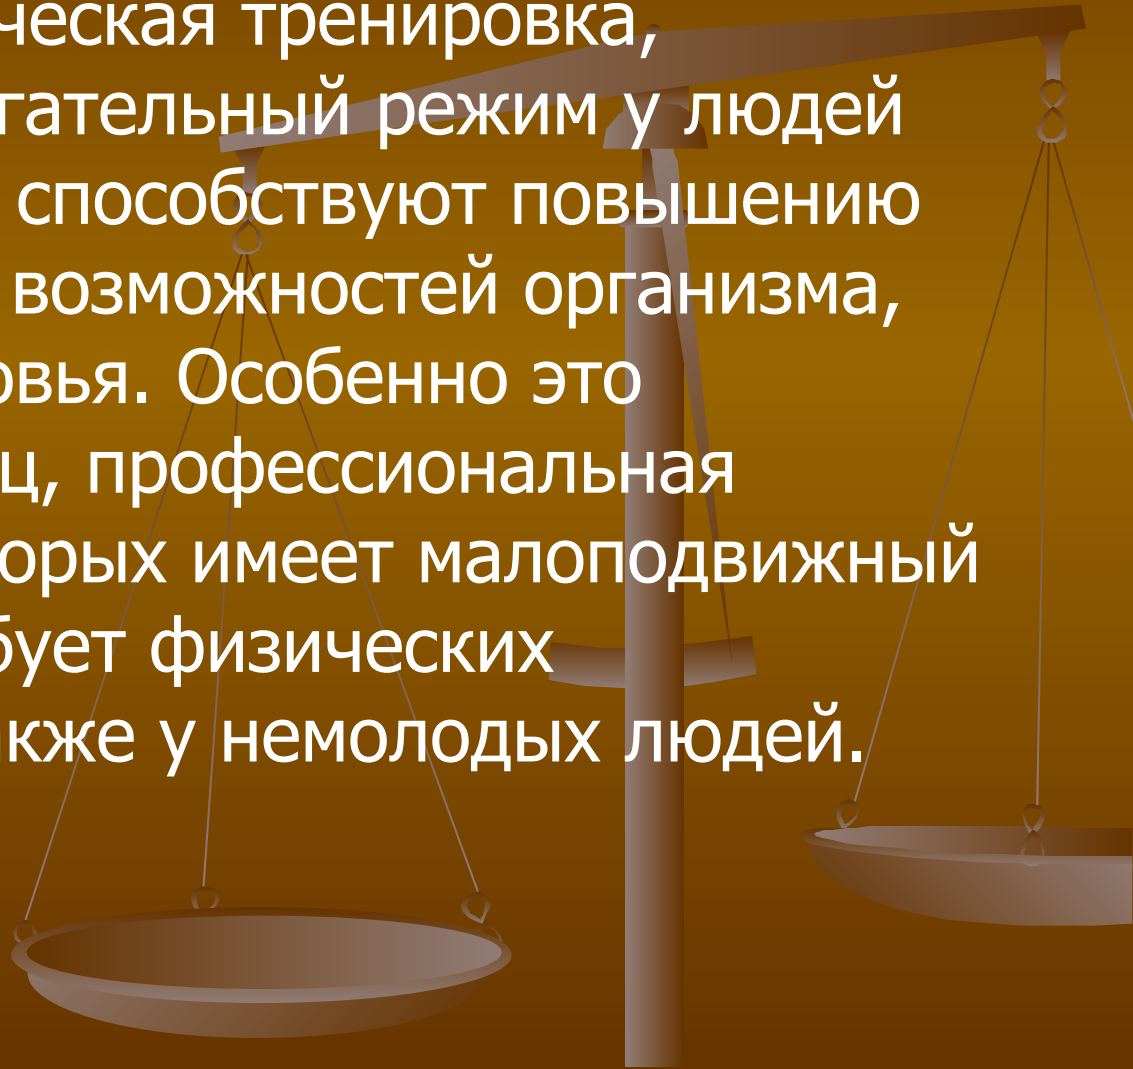 ческая тренировка,
гательный режим у людей
способствуют повышению
возможностей организма,
овья. Особенно это
ц, профессиональная
орых имеет малоподвижный
бует физических
акже у немолодых людей.